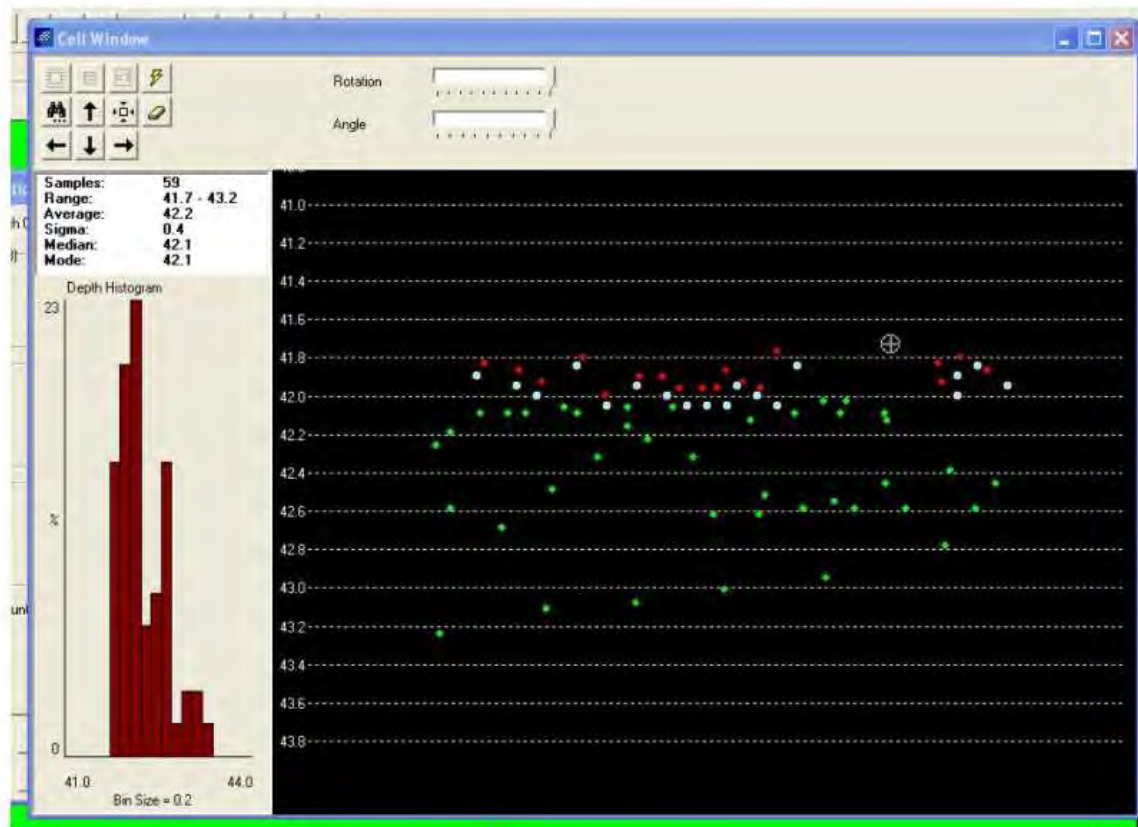 Cell Window
Rotation
Angle
Samples: 59
Range: 41.7 - 43.2
Average: 42.2
Sigma: 0.4
Median: 42.1
Mode: 42.1
Depth Histogram
23
%
0
41.0 44.0
Bin Size = 0.2
41.0
41.2
41.4
41.6
41.8
42.0
42.2
42.4
42.6
42.8
43.0
43.2
43.4
43.6
43.8